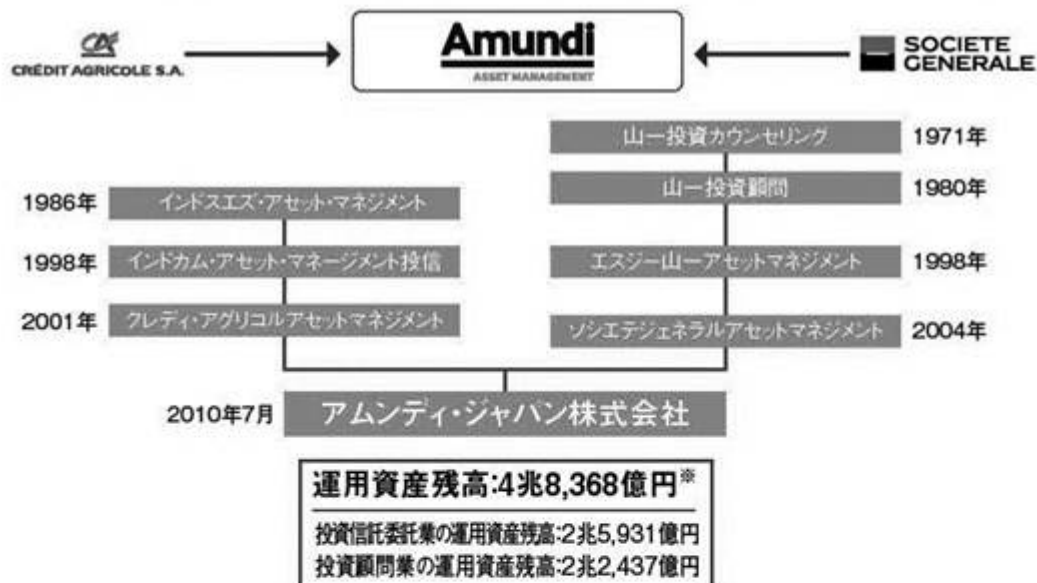 CRÉDIT AGRICOLE S.A.
Amundi
ASSET MANAGEMENT
SOCIETE
GENERALE
山一投資カウンセリング 1971年
山一投資顧問 1980年
1986年 インドスエズ・アセット・マネジメント
1998年 インドカム・アセット・マネージメント投信
エスジー山一アセットマネジメント 1998年
2001年 クレディ・アグリコルアセットマネジメント
ソシエテジェネラルアセットマネジメント 2004年
2010年7月 アムンディ・ジャパン株式会社
運用資産残高:4兆8,368億円※
投資信託委託業の運用資産残高:2兆5,931億円
投資顧問業の運用資産残高:2兆2,437億円